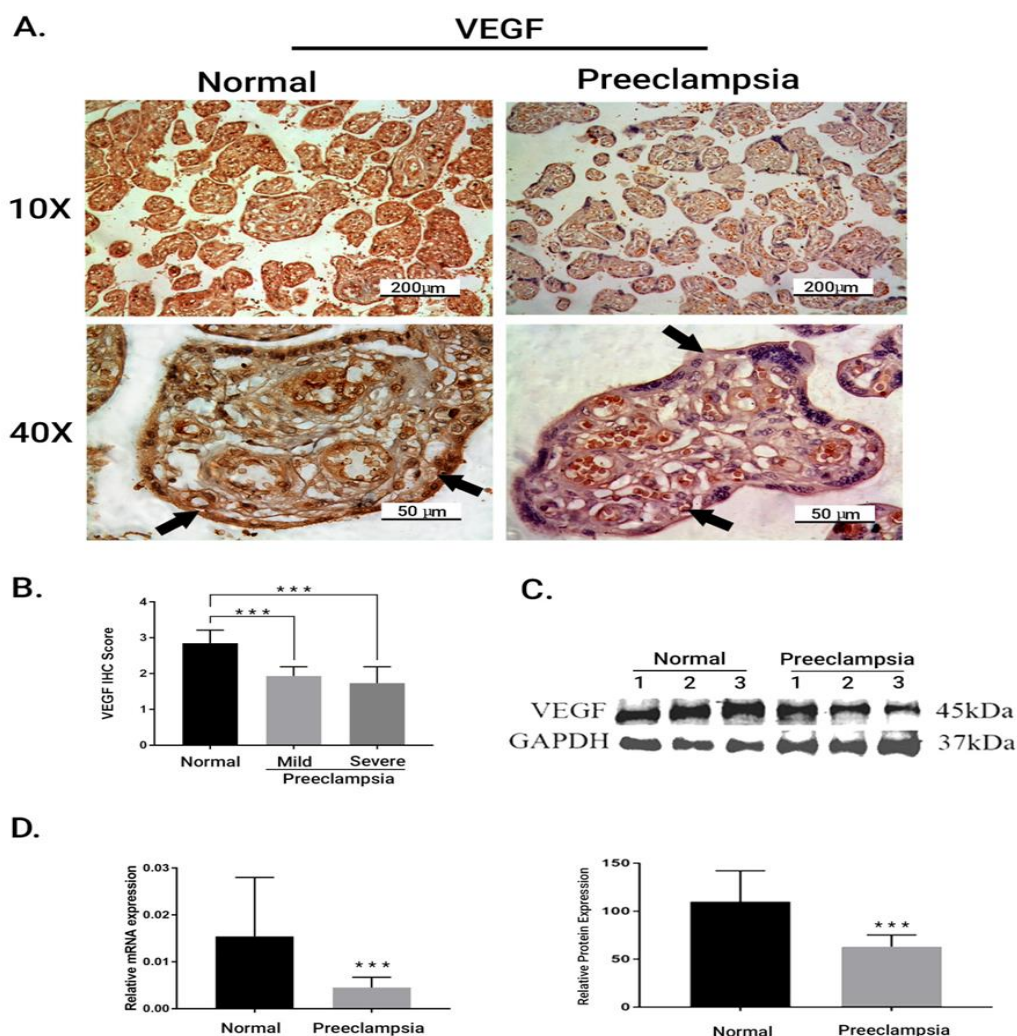 A.
VEGF
Normal Preeclampsia
10X
200μm 200μm
40X
50 μm 50 μm
B.
VEGF IHC Score
4
3
2
1
0
*** 
***
Normal Mild Severe
Preeclampsia
C.
Normal Preeclampsia
1 2 3 1 2 3
VEGF 45kDa
GAPDH 37kDa
D.
Relative mRNA expression
0.03
0.02
0.01
0.00
***
Normal Preeclampsia
Relative Protein Expression
150
100
50
0
***
Normal Preeclampsia